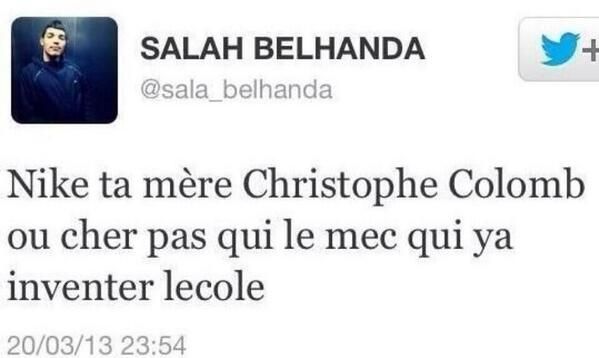 SALAH BELHANDA
@sala_belhanda
Nike ta mère Christophe Colomb
ou cher pas qui le mec qui ya
inventer lecole
20/03/13 23:54